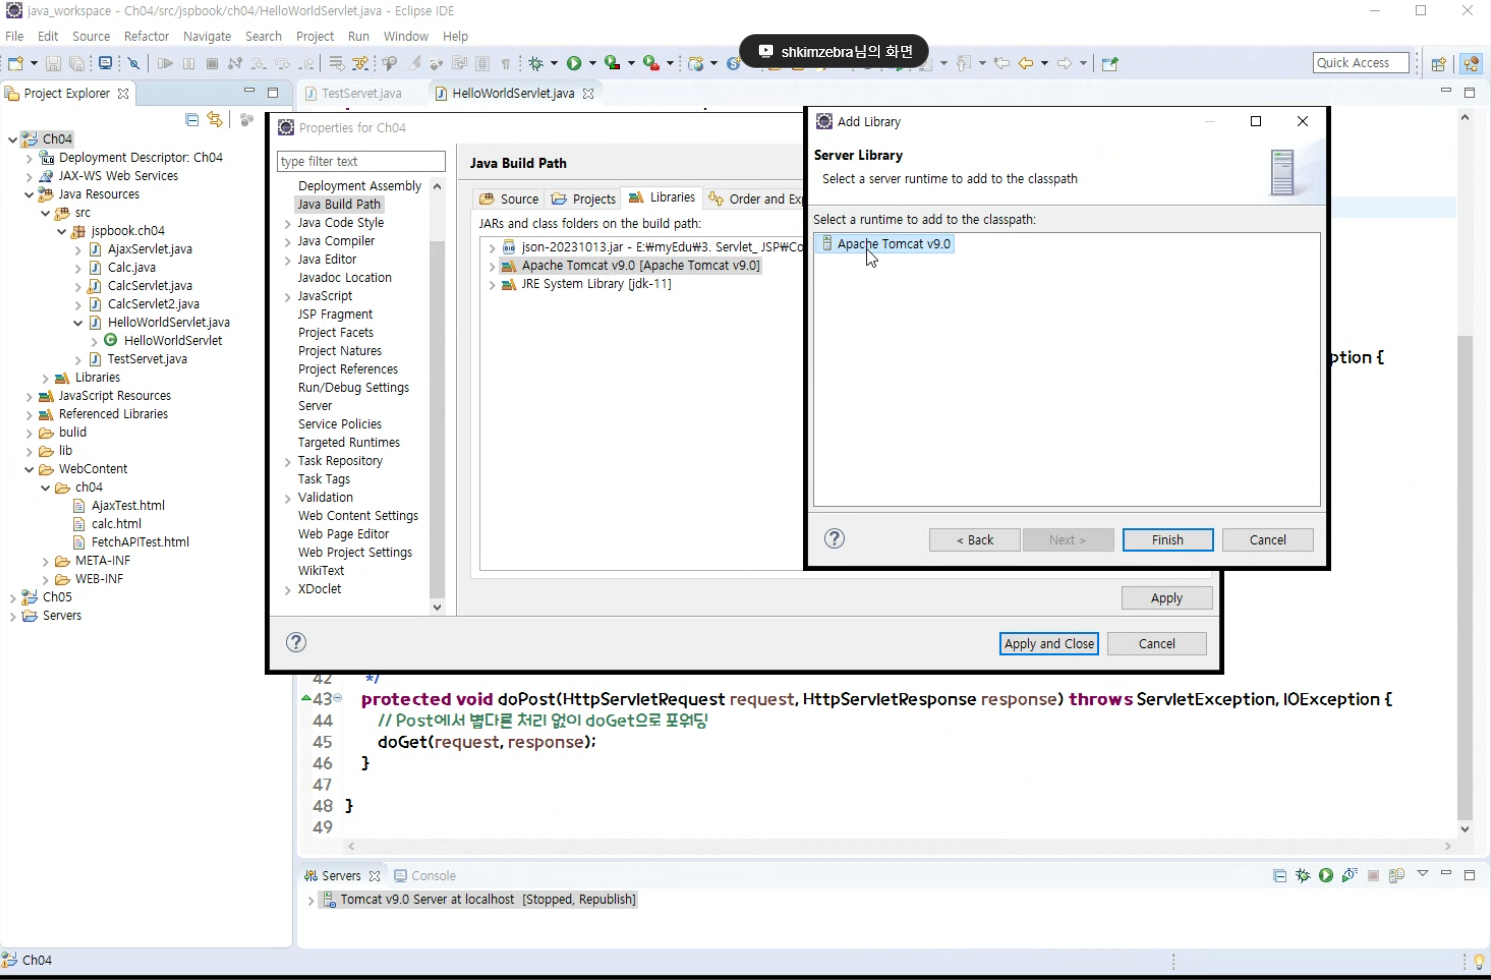 java_workspace - Ch04/src/jspbook/ch04/HelloWorldServlet.java - Eclipse IDE
File Edit Source Refactor Navigate Search Project Run Window Help
shkimzebra님의 화면
Quick Access
Project Explorer
TestServet.java
HelloWorldServlet.java
Ch04
Deployment Descriptor: Ch04
JAX-WS Web Services
Java Resources
src
jspbook.ch04
AjaxServlet.java
Calc.java
CalcServlet.java
CalcServlet2.java
HelloWorldServlet.java
HelloWorldServlet
TestServet.java
Libraries
JavaScript Resources
Referenced Libraries
bulid
lib
WebContent
ch04
AjaxTest.html
calc.html
FetchAPITest.html
META-INF
WEB-INF
Ch05
Servers
Properties for Ch04
type filter text
Deployment Assembly
Java Build Path
Java Code Style
Java Compiler
Java Editor
Javadoc Location
JavaScript
JSP Fragment
Project Facets
Project Natures
Project References
Run/Debug Settings
Server
Service Policies
Targeted Runtimes
Task Repository
Task Tags
Validation
Web Content Settings
Web Page Editor
Web Project Settings
WikiText
XDoclet
Java Build Path
Source Projects Libraries Order and Exp
JARs and class folders on the build path:
json-20231013.jar - E:₩myEdu₩3. Servlet_ JSP₩Co
Apache Tomcat v9.0 [Apache Tomcat v9.0]
JRE System Library [jdk-11]
Apply
Apply and Close Cancel
Add Library
Server Library
Select a server runtime to add to the classpath
Select a runtime to add to the classpath:
Apache Tomcat v9.0
< Back Next > Finish Cancel
ption {
42 */
43 protected void doPost(HttpServletRequest request, HttpServletResponse response) throws ServletException, IOException {
44 // Post에서 별다른 처리 없이 doGet으로 포워딩
45 doGet(request, response);
46 }
47
48 }
49
Servers Console
Tomcat v9.0 Server at localhost [Stopped, Republish]
Ch04